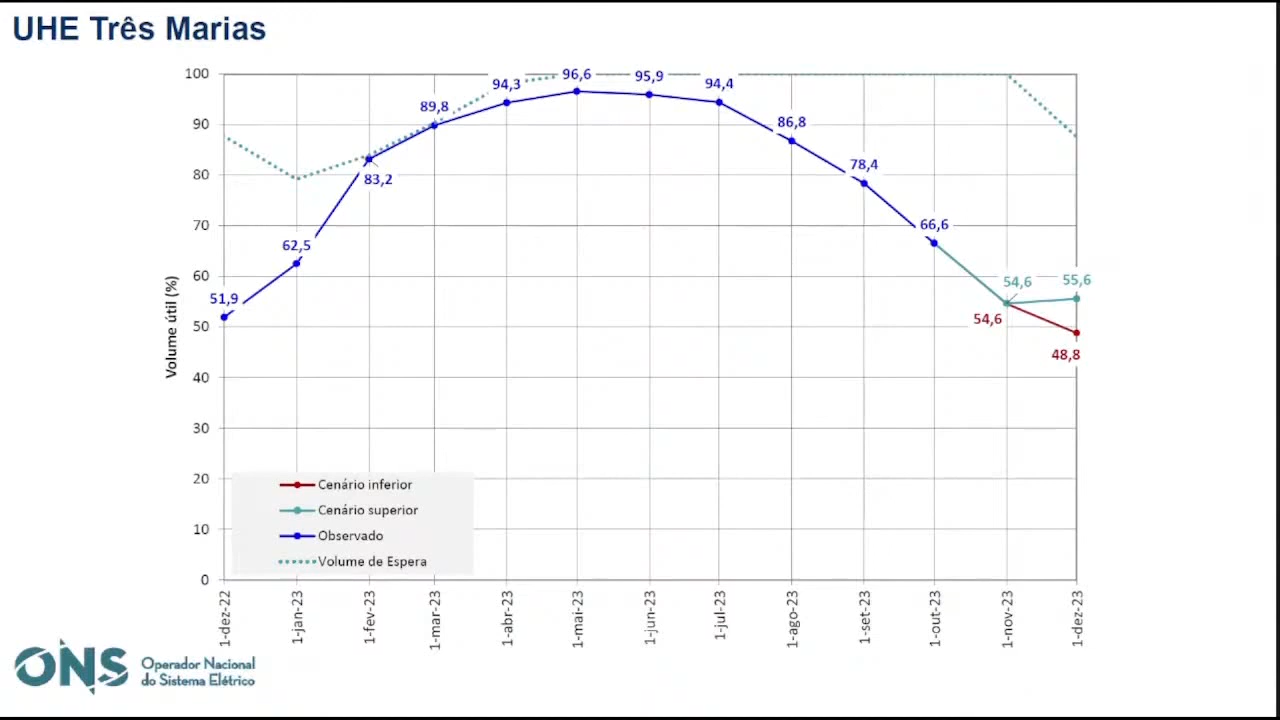 UHE Três Marias
Volume útil (%)
100
90
80
70
60
50
40
30
20
10
0
51,9
62,5
83,2
89,8
94,3
96,6
95,9
94,4
86,8
78,4
66,6
54,6
55,6
54,6
48,8
Cenário inferior
Cenário superior
Observado
Volume de Espera
1-dez-22
1-jan-23
1-fev-23
1-mar-23
1-abr-23
1-mai-23
1-jun-23
1-jul-23
1-ago-23
1-set-23
1-out-23
1-nov-23
1-dez-23
ONS Operador Nacional
do Sistema Elétrico